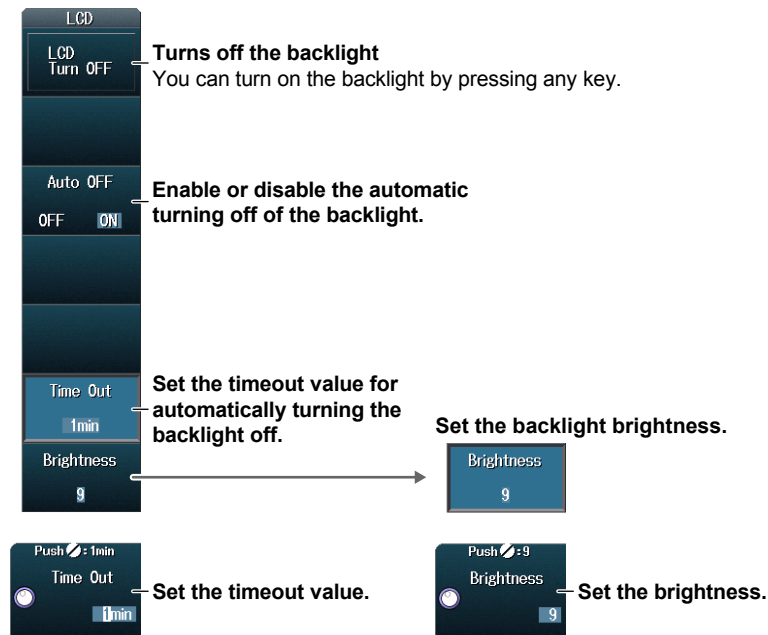 LCD
LCD
Turn OFF
Turns off the backlight
You can turn on the backlight by pressing any key.
Auto OFF
OFF ON
Enable or disable the automatic
turning off of the backlight.
Time Out
1min
Set the timeout value for
automatically turning the
backlight off.
Brightness
9
Set the backlight brightness.
Brightness
9
Push : 1min
Time Out
1min
Set the timeout value.
Push : 9
Brightness
9
Set the brightness.